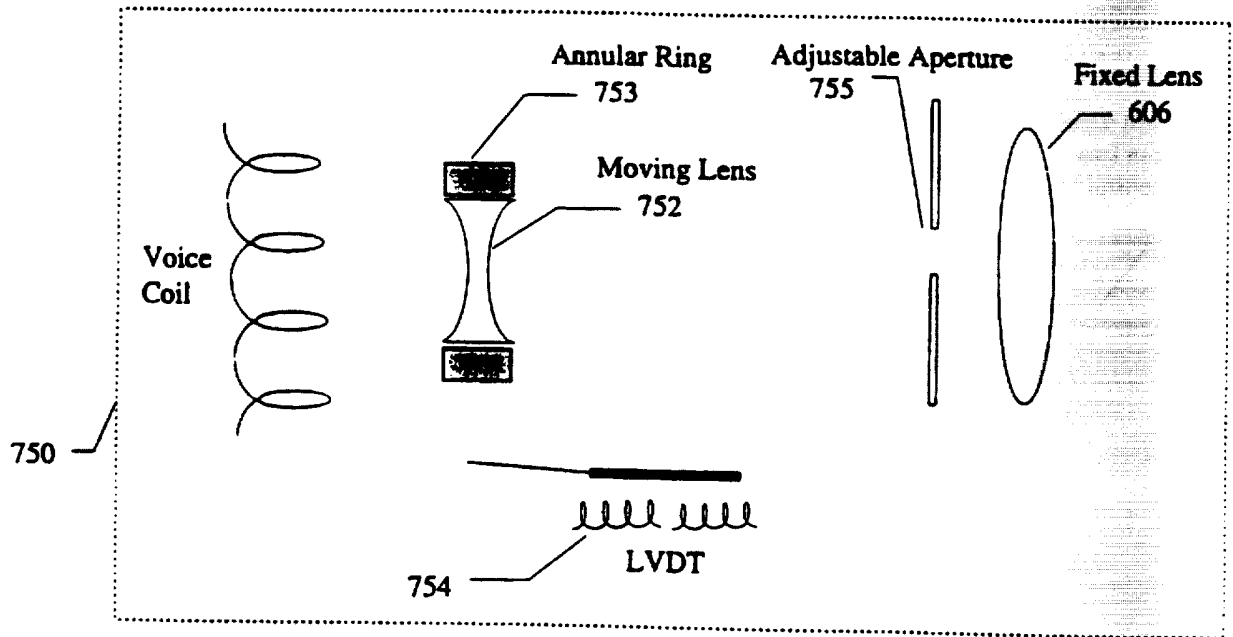 Annular Ring
753
Adjustable Aperture
755
Fixed Lens
606
Moving Lens
752
Voice
Coil
750
754
LVDT